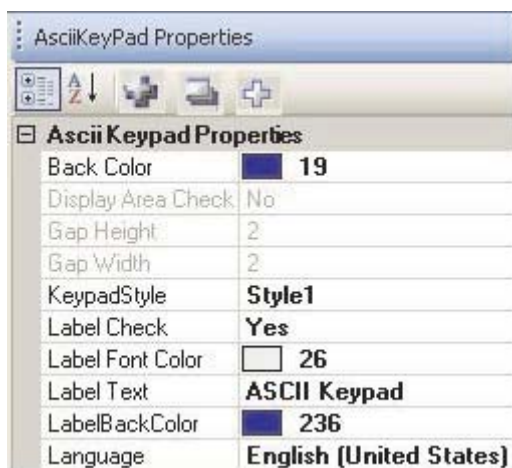 AsciiKeyPad Properties
A
Z
Ascii Keypad Properties
Back Color 19
Display Area Check No
Gap Height 2
Gap Width 2
KeypadStyle Style1
Label Check Yes
Label Font Color 26
Label Text ASCII Keypad
LabelBackColor 236
Language English (United States)